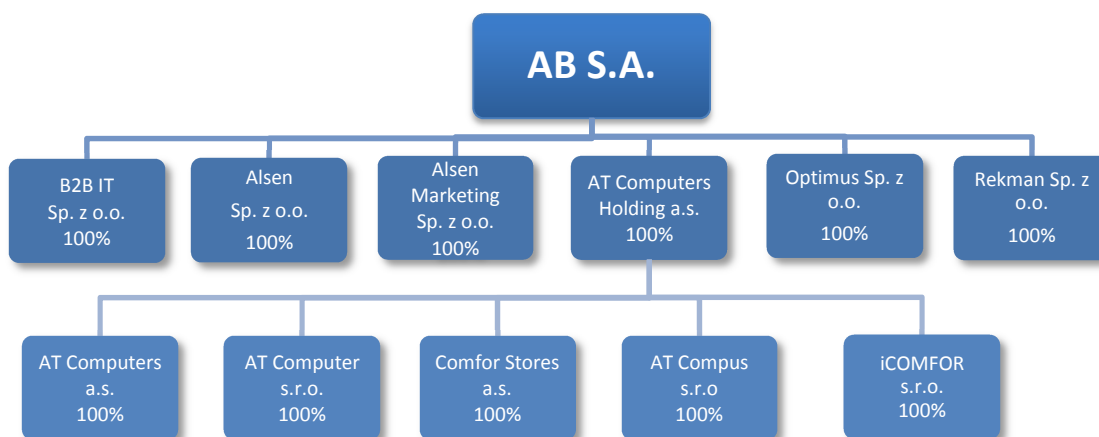 AB S.A.
B2B IT
Sp. z o.o.
100%
Alsen
Sp. z o.o.
100%
Alsen
Marketing
Sp. z o.o.
100%
AT Computers
Holding a.s.
100%
Optimus Sp. z
o.o.
100%
Rekman Sp. z
o.o.
100%
AT Computers
a.s.
100%
AT Computer
s.r.o.
100%
Comfor Stores
a.s.
100%
AT Compus
s.r.o
100%
iCOMFOR
s.r.o.
100%